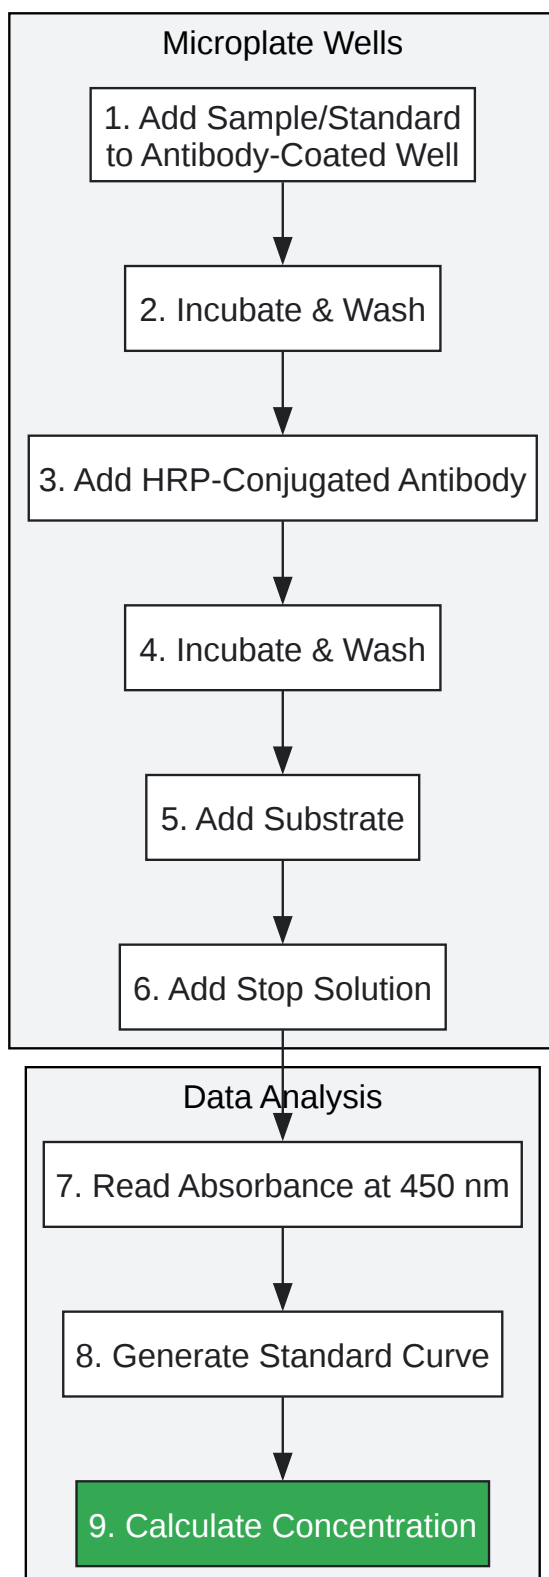 Microplate Wells
1. Add Sample/Standard
to Antibody-Coated Well
2. Incubate & Wash
3. Add HRP-Conjugated Antibody
4. Incubate & Wash
5. Add Substrate
6. Add Stop Solution
Data Analysis
7. Read Absorbance at 450 nm
8. Generate Standard Curve
9. Calculate Concentration